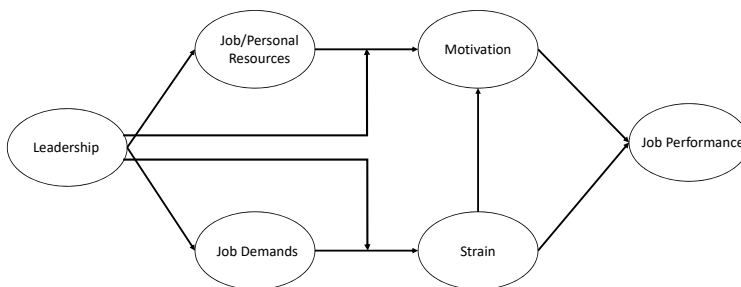 Job/Personal
Resources
Motivation
Leadership
Job Performance
Job Demands
Strain